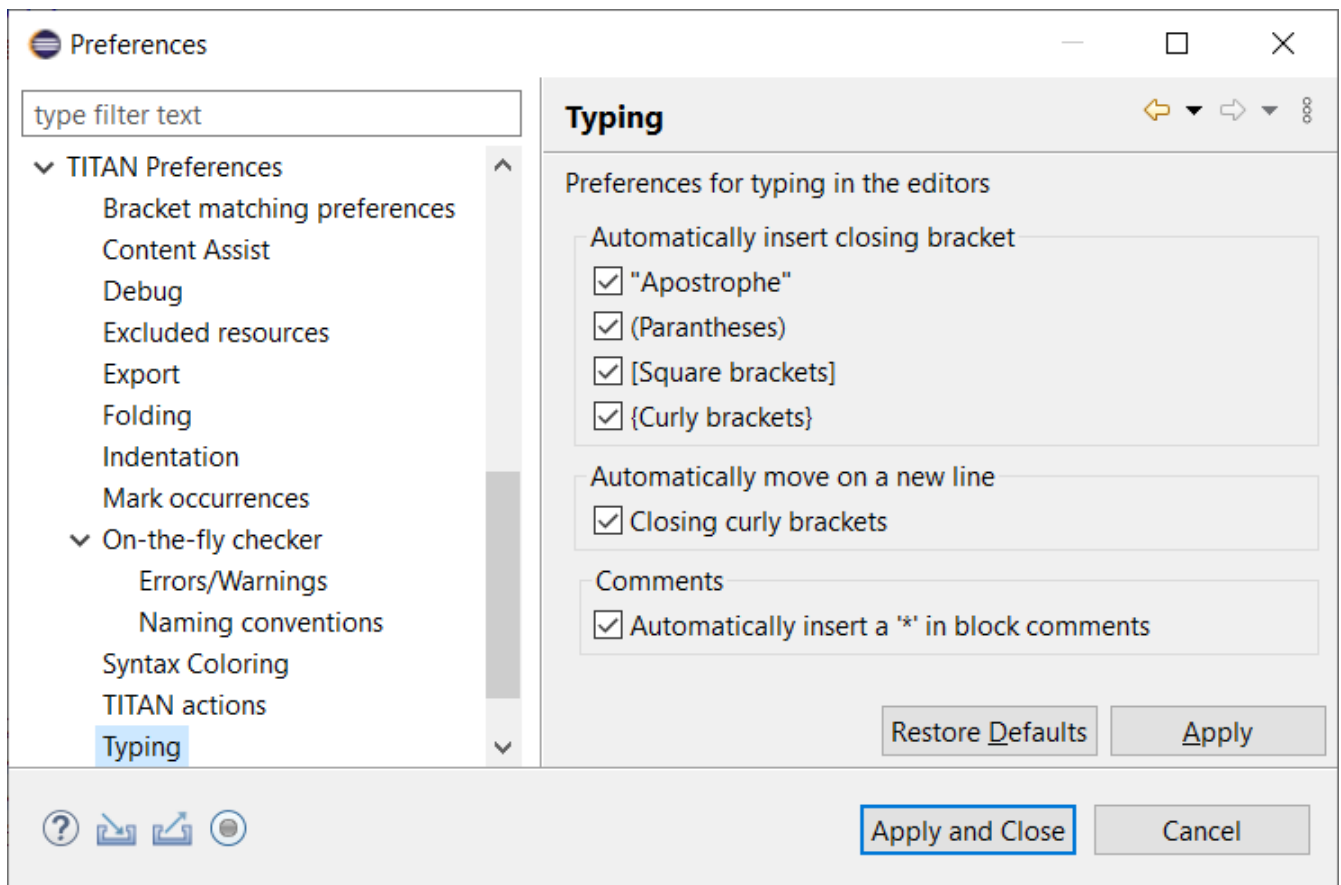 Preferences
type filter text
TITAN Preferences
Bracket matching preferences
Content Assist
Debug
Excluded resources
Export
Folding
Indentation
Mark occurrences
On-the-fly checker
Errors/Warnings
Naming conventions
Syntax Coloring
TITAN actions
Typing
Typing
Preferences for typing in the editors
Automatically insert closing bracket
"Apostrophe"
(Parantheses)
[Square brackets]
{Curly brackets}
Automatically move on a new line
Closing curly brackets
Comments
Automatically insert a '*' in block comments
Restore Defaults
Apply
Apply and Close
Cancel